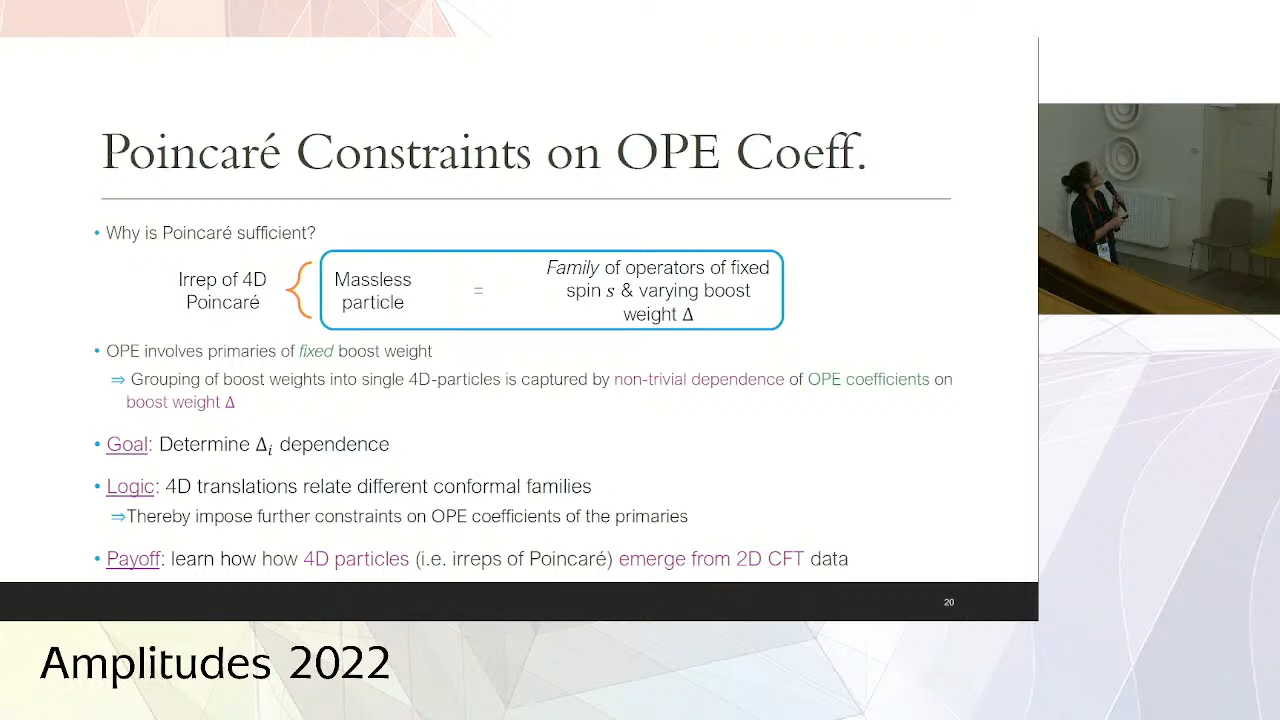 Poincaré Constraints on OPE Coeff.
• Why is Poincaré sufficient?
Irrep of 4D
Poincaré
Massless
particle
=
Family of operators of fixed
spin s & varying boost
weight Δ
• OPE involves primaries of fixed boost weight
⇒ Grouping of boost weights into single 4D-particles is captured by non-trivial dependence of OPE coefficients on
boost weight Δ
• Goal: Determine Δᵢ dependence
• Logic: 4D translations relate different conformal families
⇒Thereby impose further constraints on OPE coefficients of the primaries
• Payoff: learn how how 4D particles (i.e. irreps of Poincaré) emerge from 2D CFT data
20
Amplitudes 2022